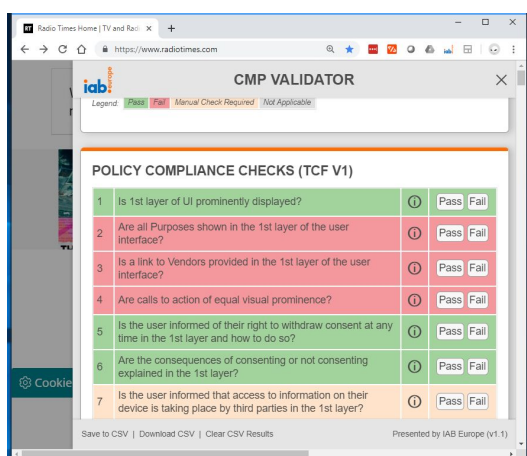 RT Radio Times Home | TV and Radi
https://www.radiotimes.com
iab europe
CMP VALIDATOR
Legend: Pass Fail Manual Check Required Not Applicable
POLICY COMPLIANCE CHECKS (TCF V1)
1 Is 1st layer of UI prominently displayed? Pass Fail
2 Are all Purposes shown in the 1st layer of the user
interface? Pass Fail
3 Is a link to Vendors provided in the 1st layer of the user
interface? Pass Fail
4 Are calls to action of equal visual prominence? Pass Fail
5 Is the user informed of their right to withdraw consent at any
time in the 1st layer and how to do so? Pass Fail
6 Are the consequences of consenting or not consenting
explained in the 1st layer? Pass Fail
7 Is the user informed that access to information on their
device is taking place by third parties in the 1st layer? Pass Fail
Cookie
Save to CSV | Download CSV | Clear CSV Results
Presented by IAB Europe (v1.1)